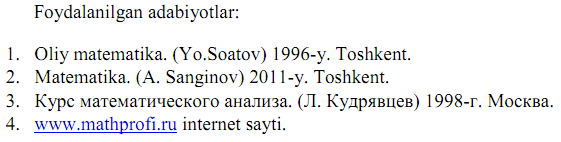 Foydalanilgan adabiyotlar:
1. Oliy matematika. (Yo.Soatov) 1996-y. Toshkent.
2. Matematika. (A. Sanginov) 2011-y. Toshkent.
3. Курс математического анализа. (Л. Кудрявцев) 1998-г. Москва.
4. www.mathprofi.ru internet sayti.